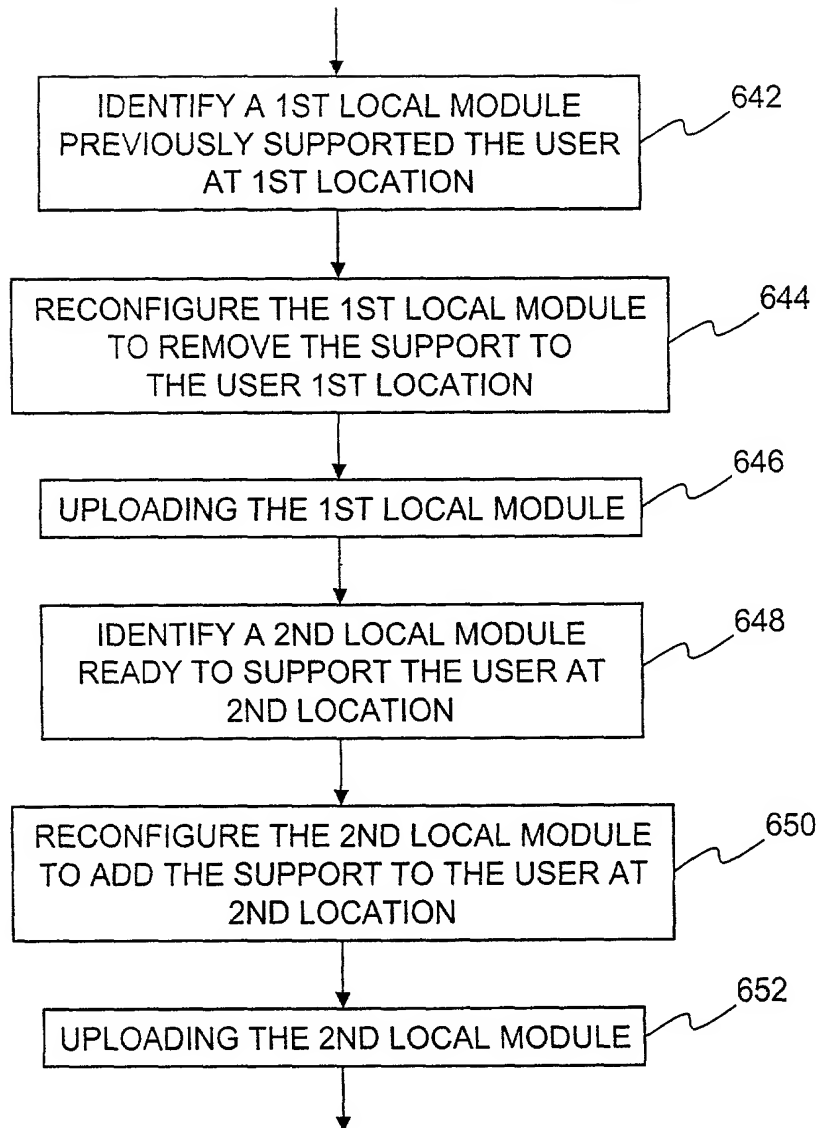 IDENTIFY A 1ST LOCAL MODULE
PREVIOUSLY SUPPORTED THE USER
AT 1ST LOCATION
642
RECONFIGURE THE 1ST LOCAL MODULE
TO REMOVE THE SUPPORT TO
THE USER 1ST LOCATION
644
UPLOADING THE 1ST LOCAL MODULE
646
IDENTIFY A 2ND LOCAL MODULE
READY TO SUPPORT THE USER AT
2ND LOCATION
648
RECONFIGURE THE 2ND LOCAL MODULE
TO ADD THE SUPPORT TO THE USER AT
2ND LOCATION
650
UPLOADING THE 2ND LOCAL MODULE
652